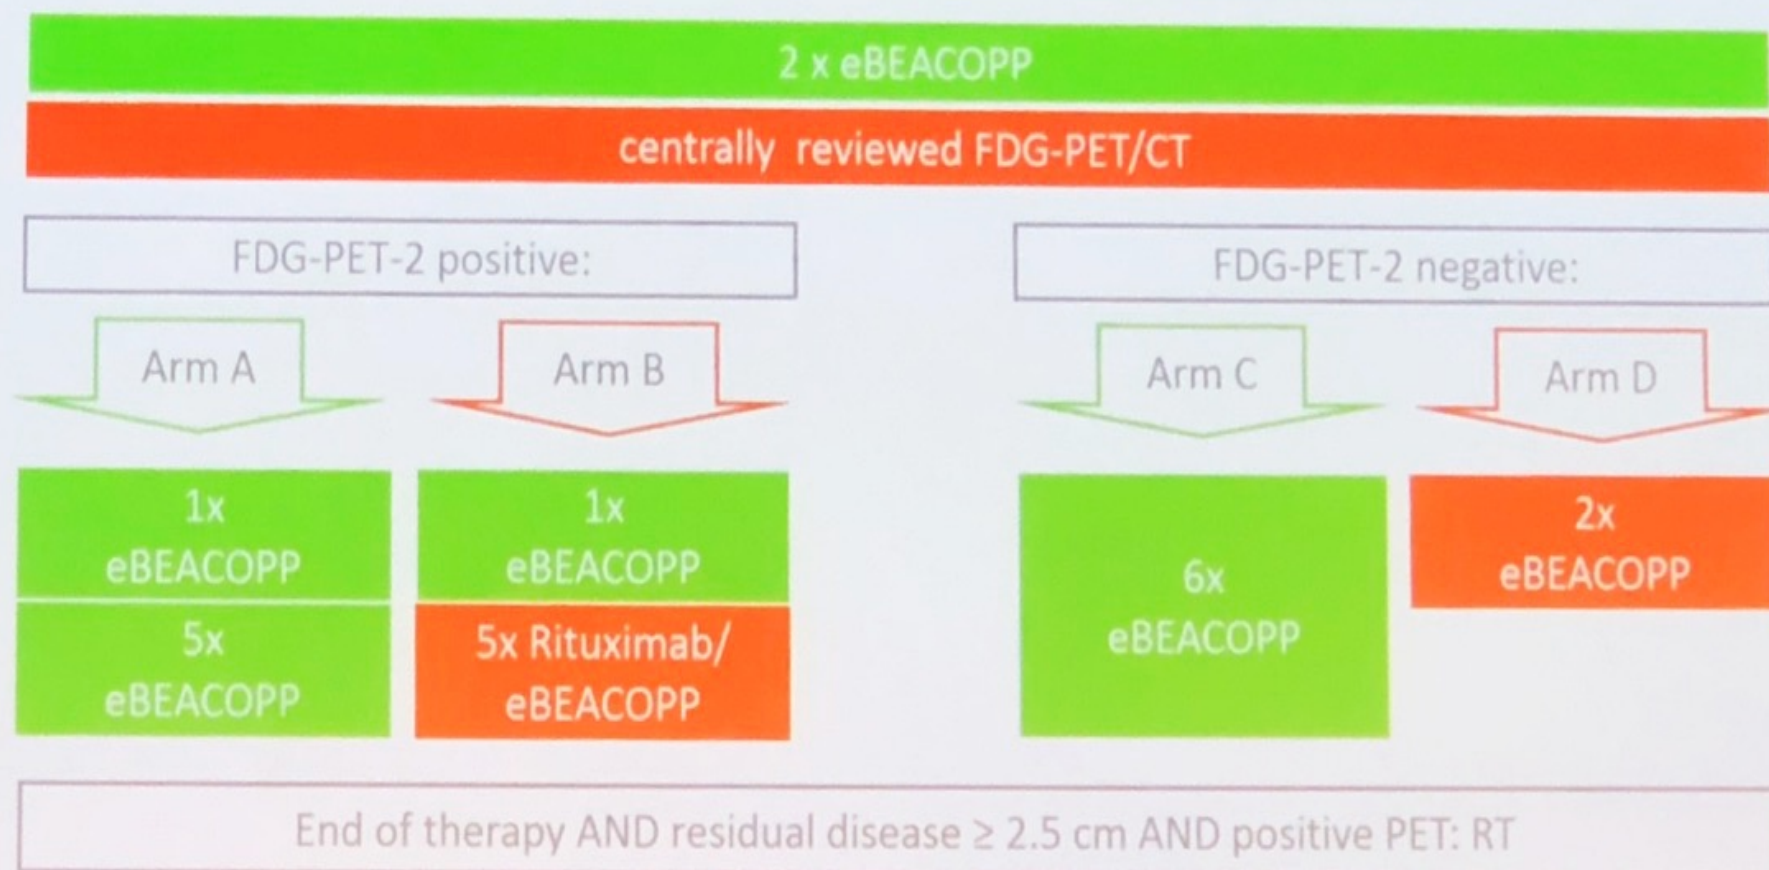 2 x eBEACOPP
centrally reviewed FDG-PET/CT
FDG-PET-2 positive:
FDG-PET-2 negative:
Arm A
Arm B
Arm C
Arm D
1x
eBEACOPP
5x
eBEACOPP
1x
eBEACOPP
5x Rituximab/
eBEACOPP
6x
eBEACOPP
2x
eBEACOPP
End of therapy AND residual disease ≥ 2.5 cm AND positive PET: RT